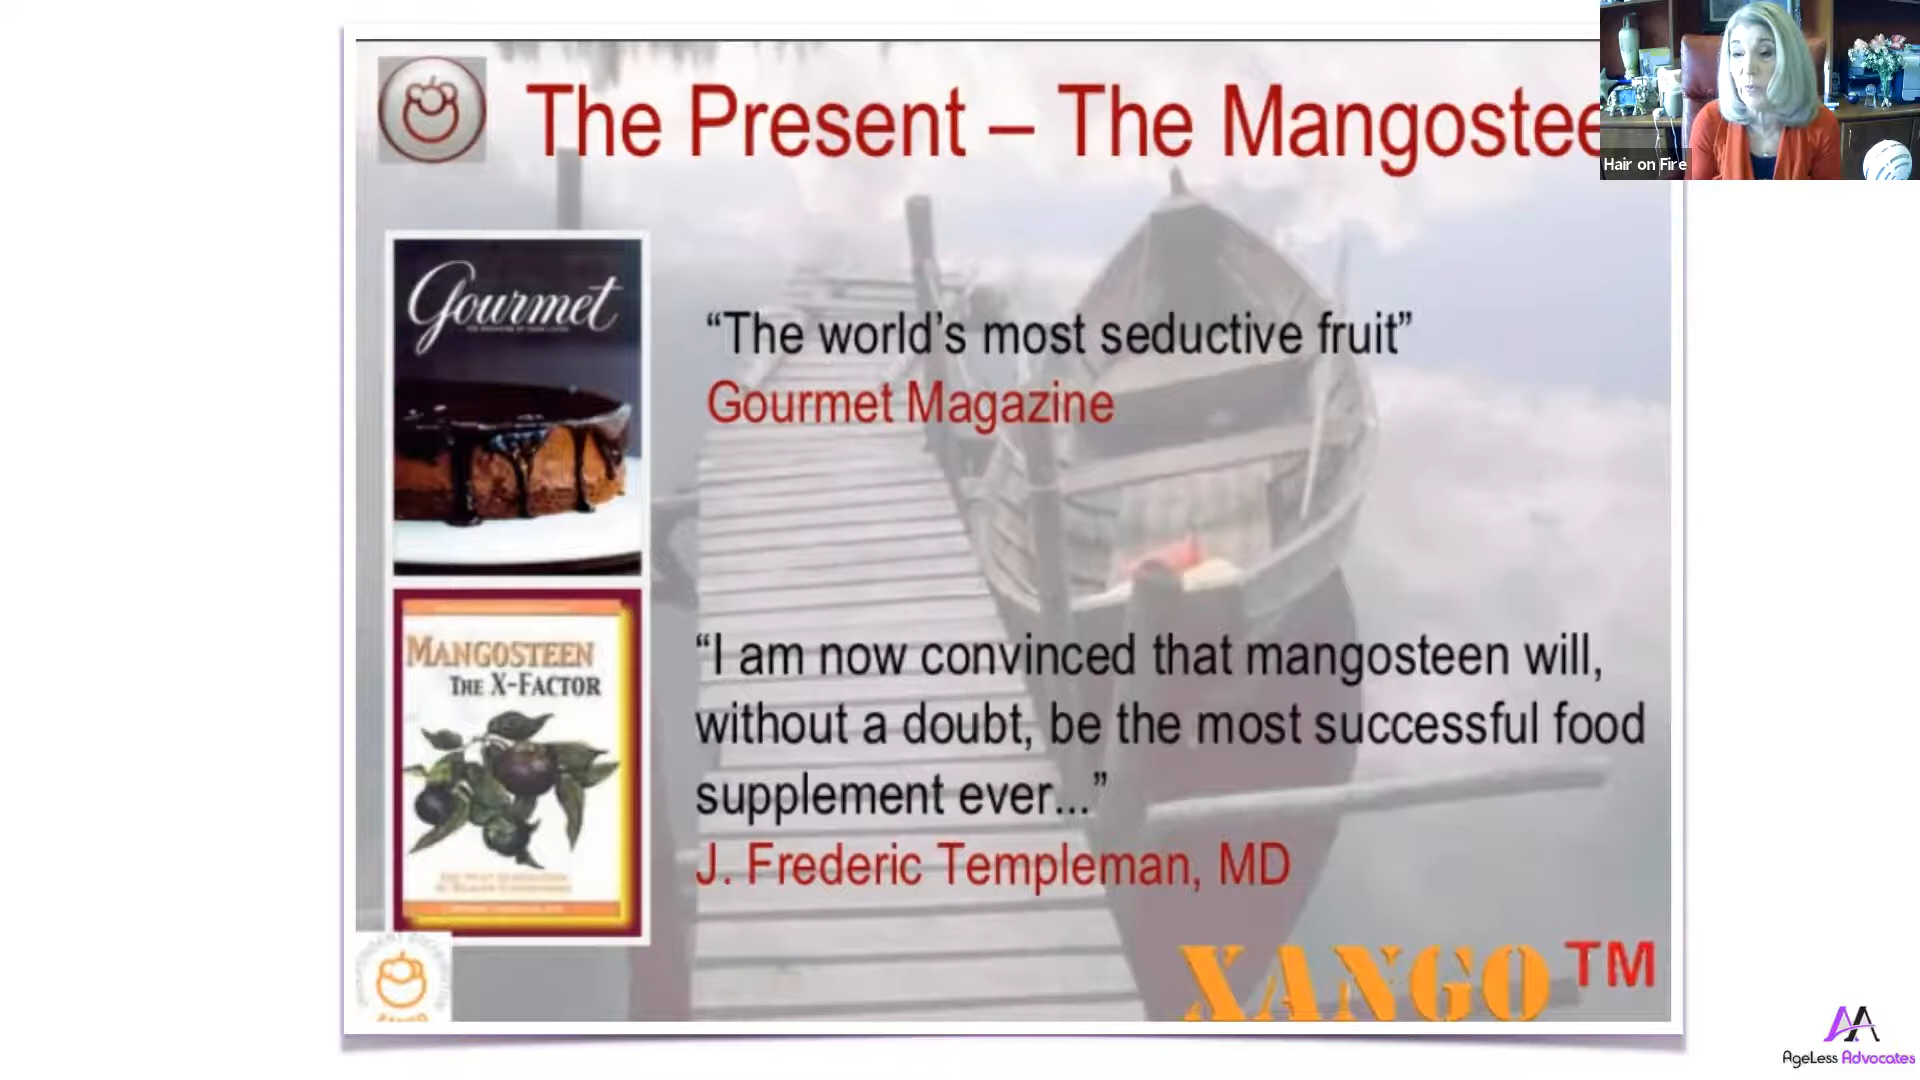 The Present – The Mangostee
Hair on Fire
Gourmet
“The world’s most seductive fruit”
Gourmet Magazine
MANGOSTEEN
THE X-FACTOR
“I am now convinced that mangosteen will,
without a doubt, be the most successful food
supplement ever...”
J. Frederic Templeman, MD
XANGO™
AgeLess Advocates